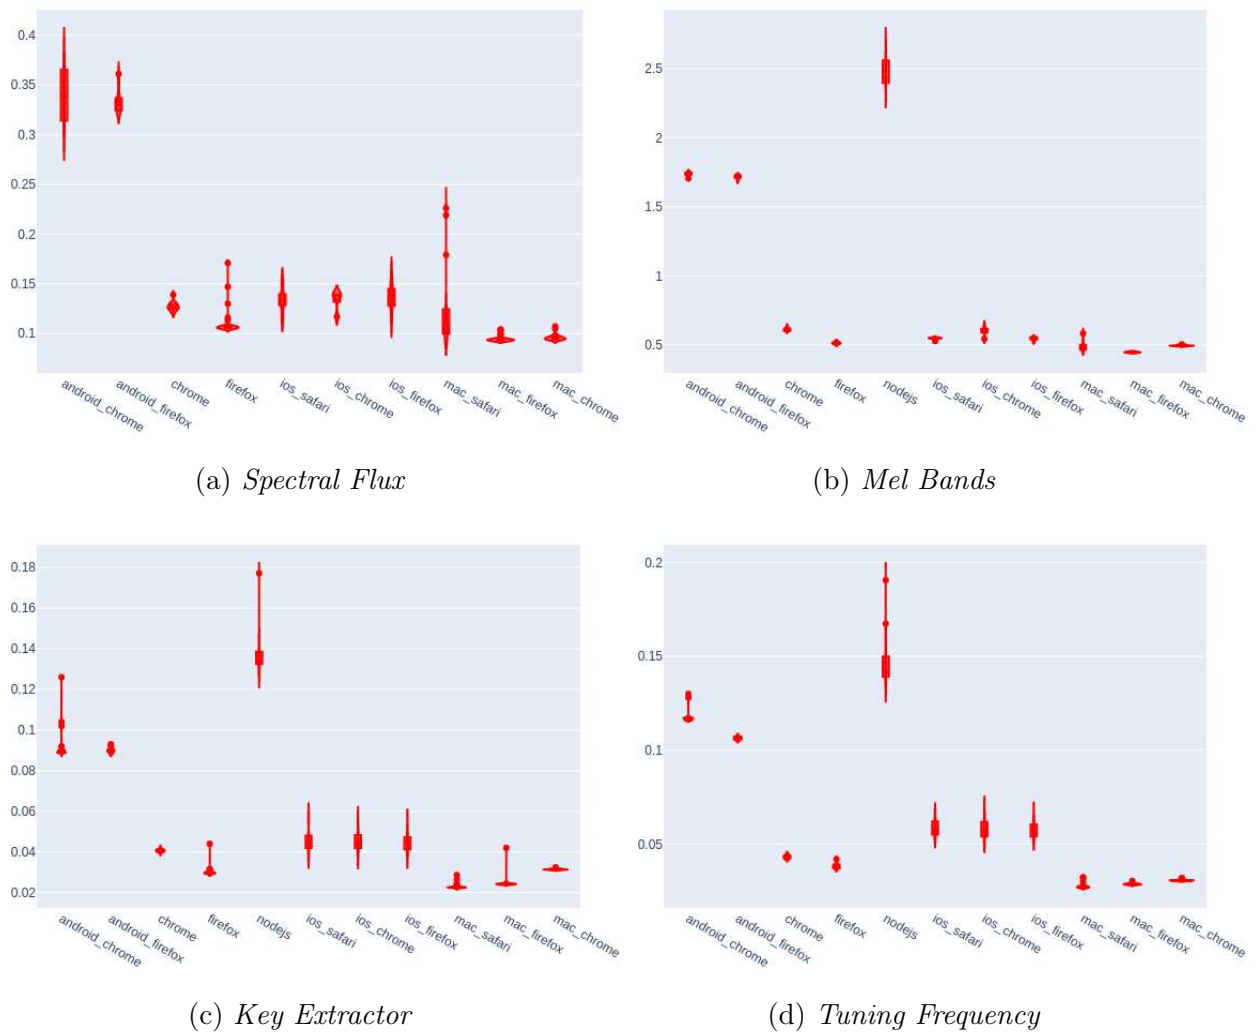 0.4
0.35
0.3
0.25
0.2
0.15
0.1
android_chrome
android_firefox
chrome
firefox
ios_safari
ios_chrome
ios_firefox
mac_safari
mac_firefox
mac_chrome
(a) Spectral Flux
2.5
2
1.5
1
0.5
android_chrome
android_firefox
chrome
firefox
nodejs
ios_safari
ios_chrome
ios_firefox
mac_safari
mac_firefox
mac_chrome
(b) Mel Bands
0.18
0.16
0.14
0.12
0.1
0.08
0.06
0.04
0.02
android_chrome
android_firefox
chrome
firefox
nodejs
ios_safari
ios_chrome
ios_firefox
mac_safari
mac_firefox
mac_chrome
(c) Key Extractor
0.2
0.15
0.1
0.05
android_chrome
android_firefox
chrome
firefox
nodejs
ios_safari
ios_chrome
ios_firefox
mac_safari
mac_firefox
mac_chrome
(d) Tuning Frequency